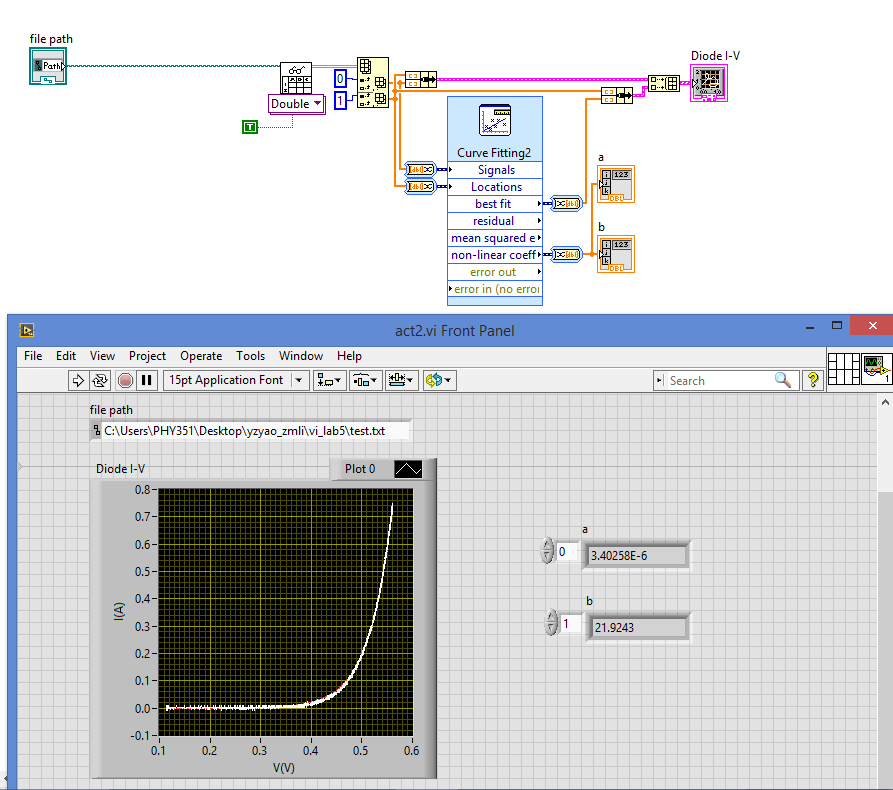 file path
Path
Diode I-V
0
1
Double
T
Curve Fitting2
Signals
Locations
best fit
residual
mean squared e
non-linear coeff
error out
error in (no error
a
123
DBL
b
123
DBL
act2.vi Front Panel
File Edit View Project Operate Tools Window Help
15pt Application Font
Search
?
1
file path
C:\Users\PHY351\Desktop\yzyao_zmli\vi_lab5\test.txt
Diode I-V
Plot 0
0.8
0.7
0.6
0.5
0.4
0.3
0.2
0.1
0.0
-0.1
I(A)
0.1 0.2 0.3 0.4 0.5 0.6
V(V)
a
0
3.40258E-6
b
1
21.9243